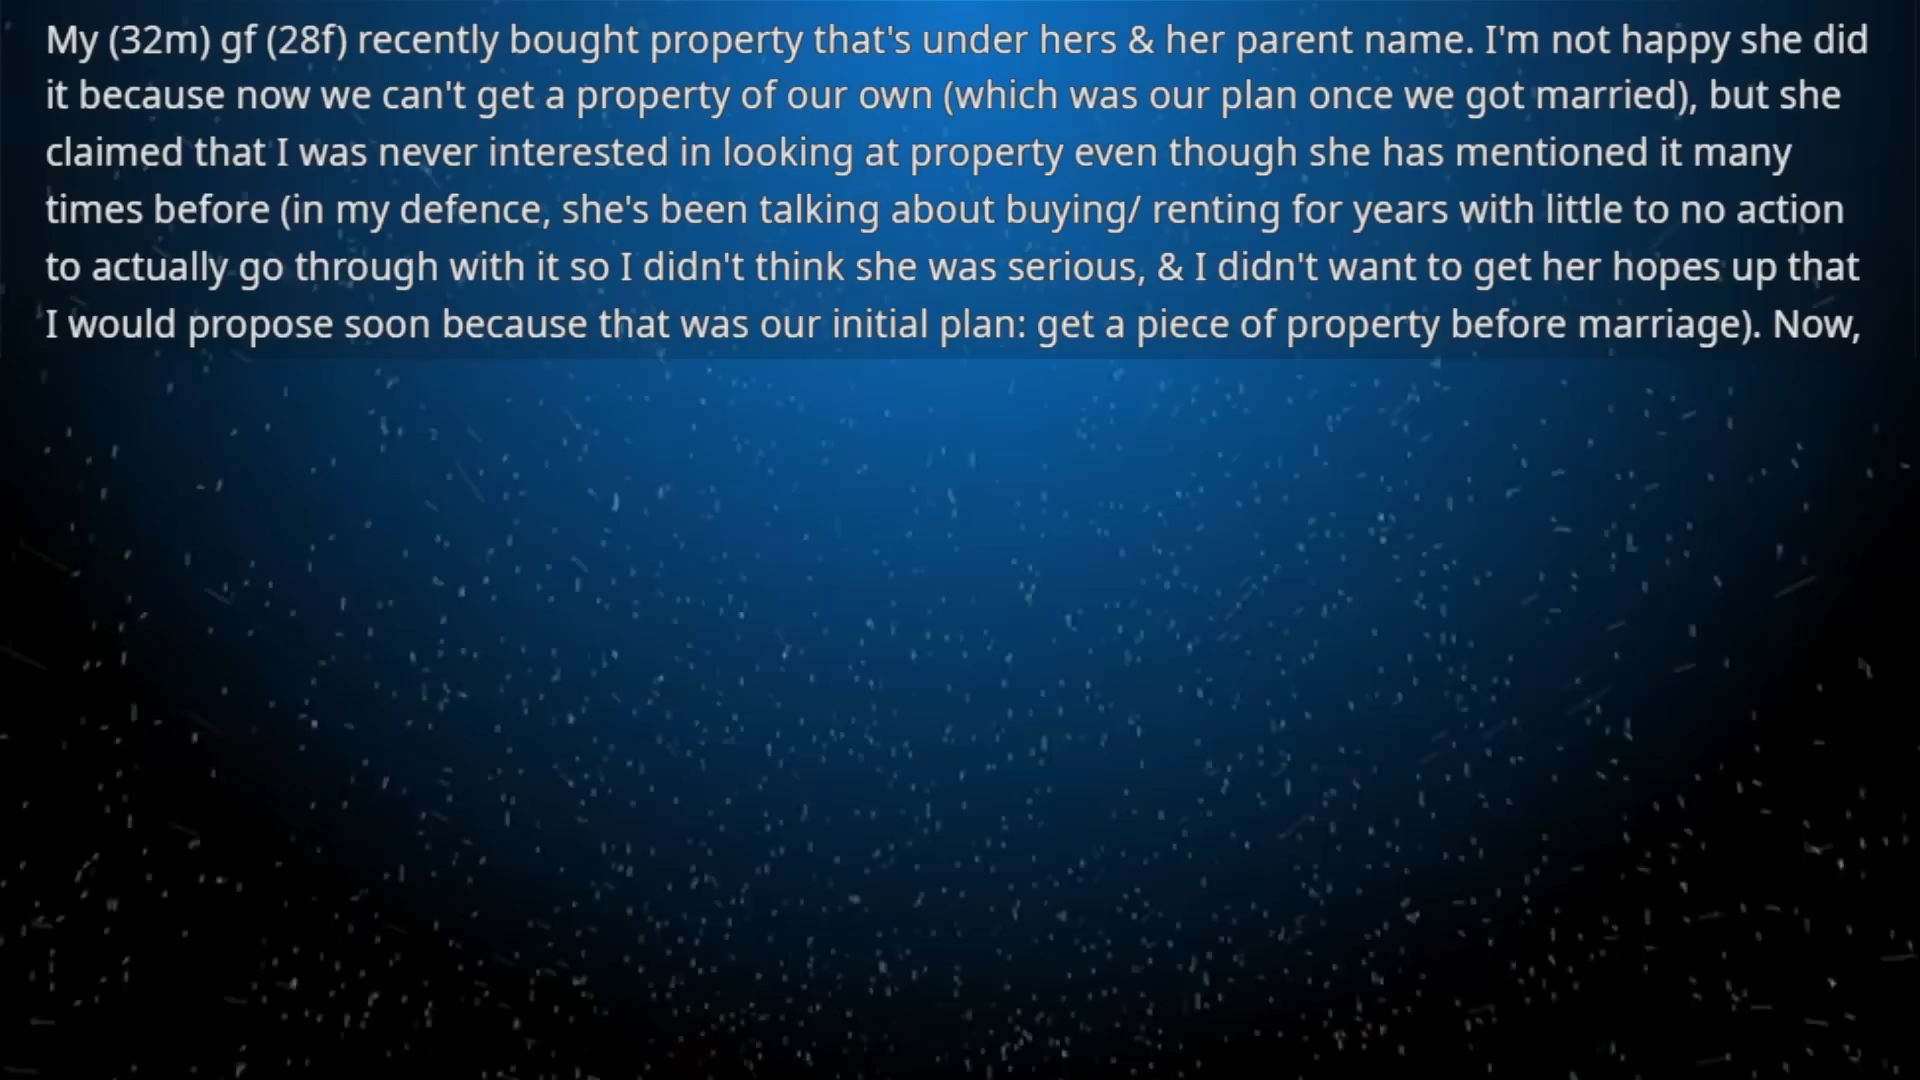 My (32m) gf (28f) recently bought property that's under hers & her parent name. I'm not happy she did
it because now we can't get a property of our own (which was our plan once we got married), but she
claimed that I was never interested in looking at property even though she has mentioned it many
times before (in my defence, she's been talking about buying/ renting for years with little to no action
to actually go through with it so I didn't think she was serious, & I didn't want to get her hopes up that
I would propose soon because that was our initial plan: get a piece of property before marriage). Now,